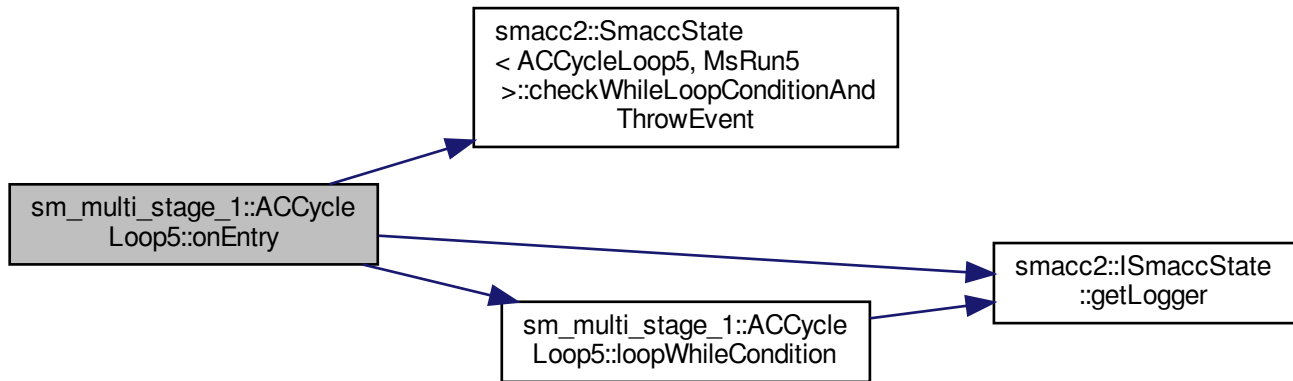 smacc2::SmaccState
< ACCycleLoop5, MsRun5
>::checkWhileLoopConditionAnd
ThrowEvent
sm_multi_stage_1::ACCycle
Loop5::onEntry
smacc2::ISmaccState
::getLogger
sm_multi_stage_1::ACCycle
Loop5::loopWhileCondition